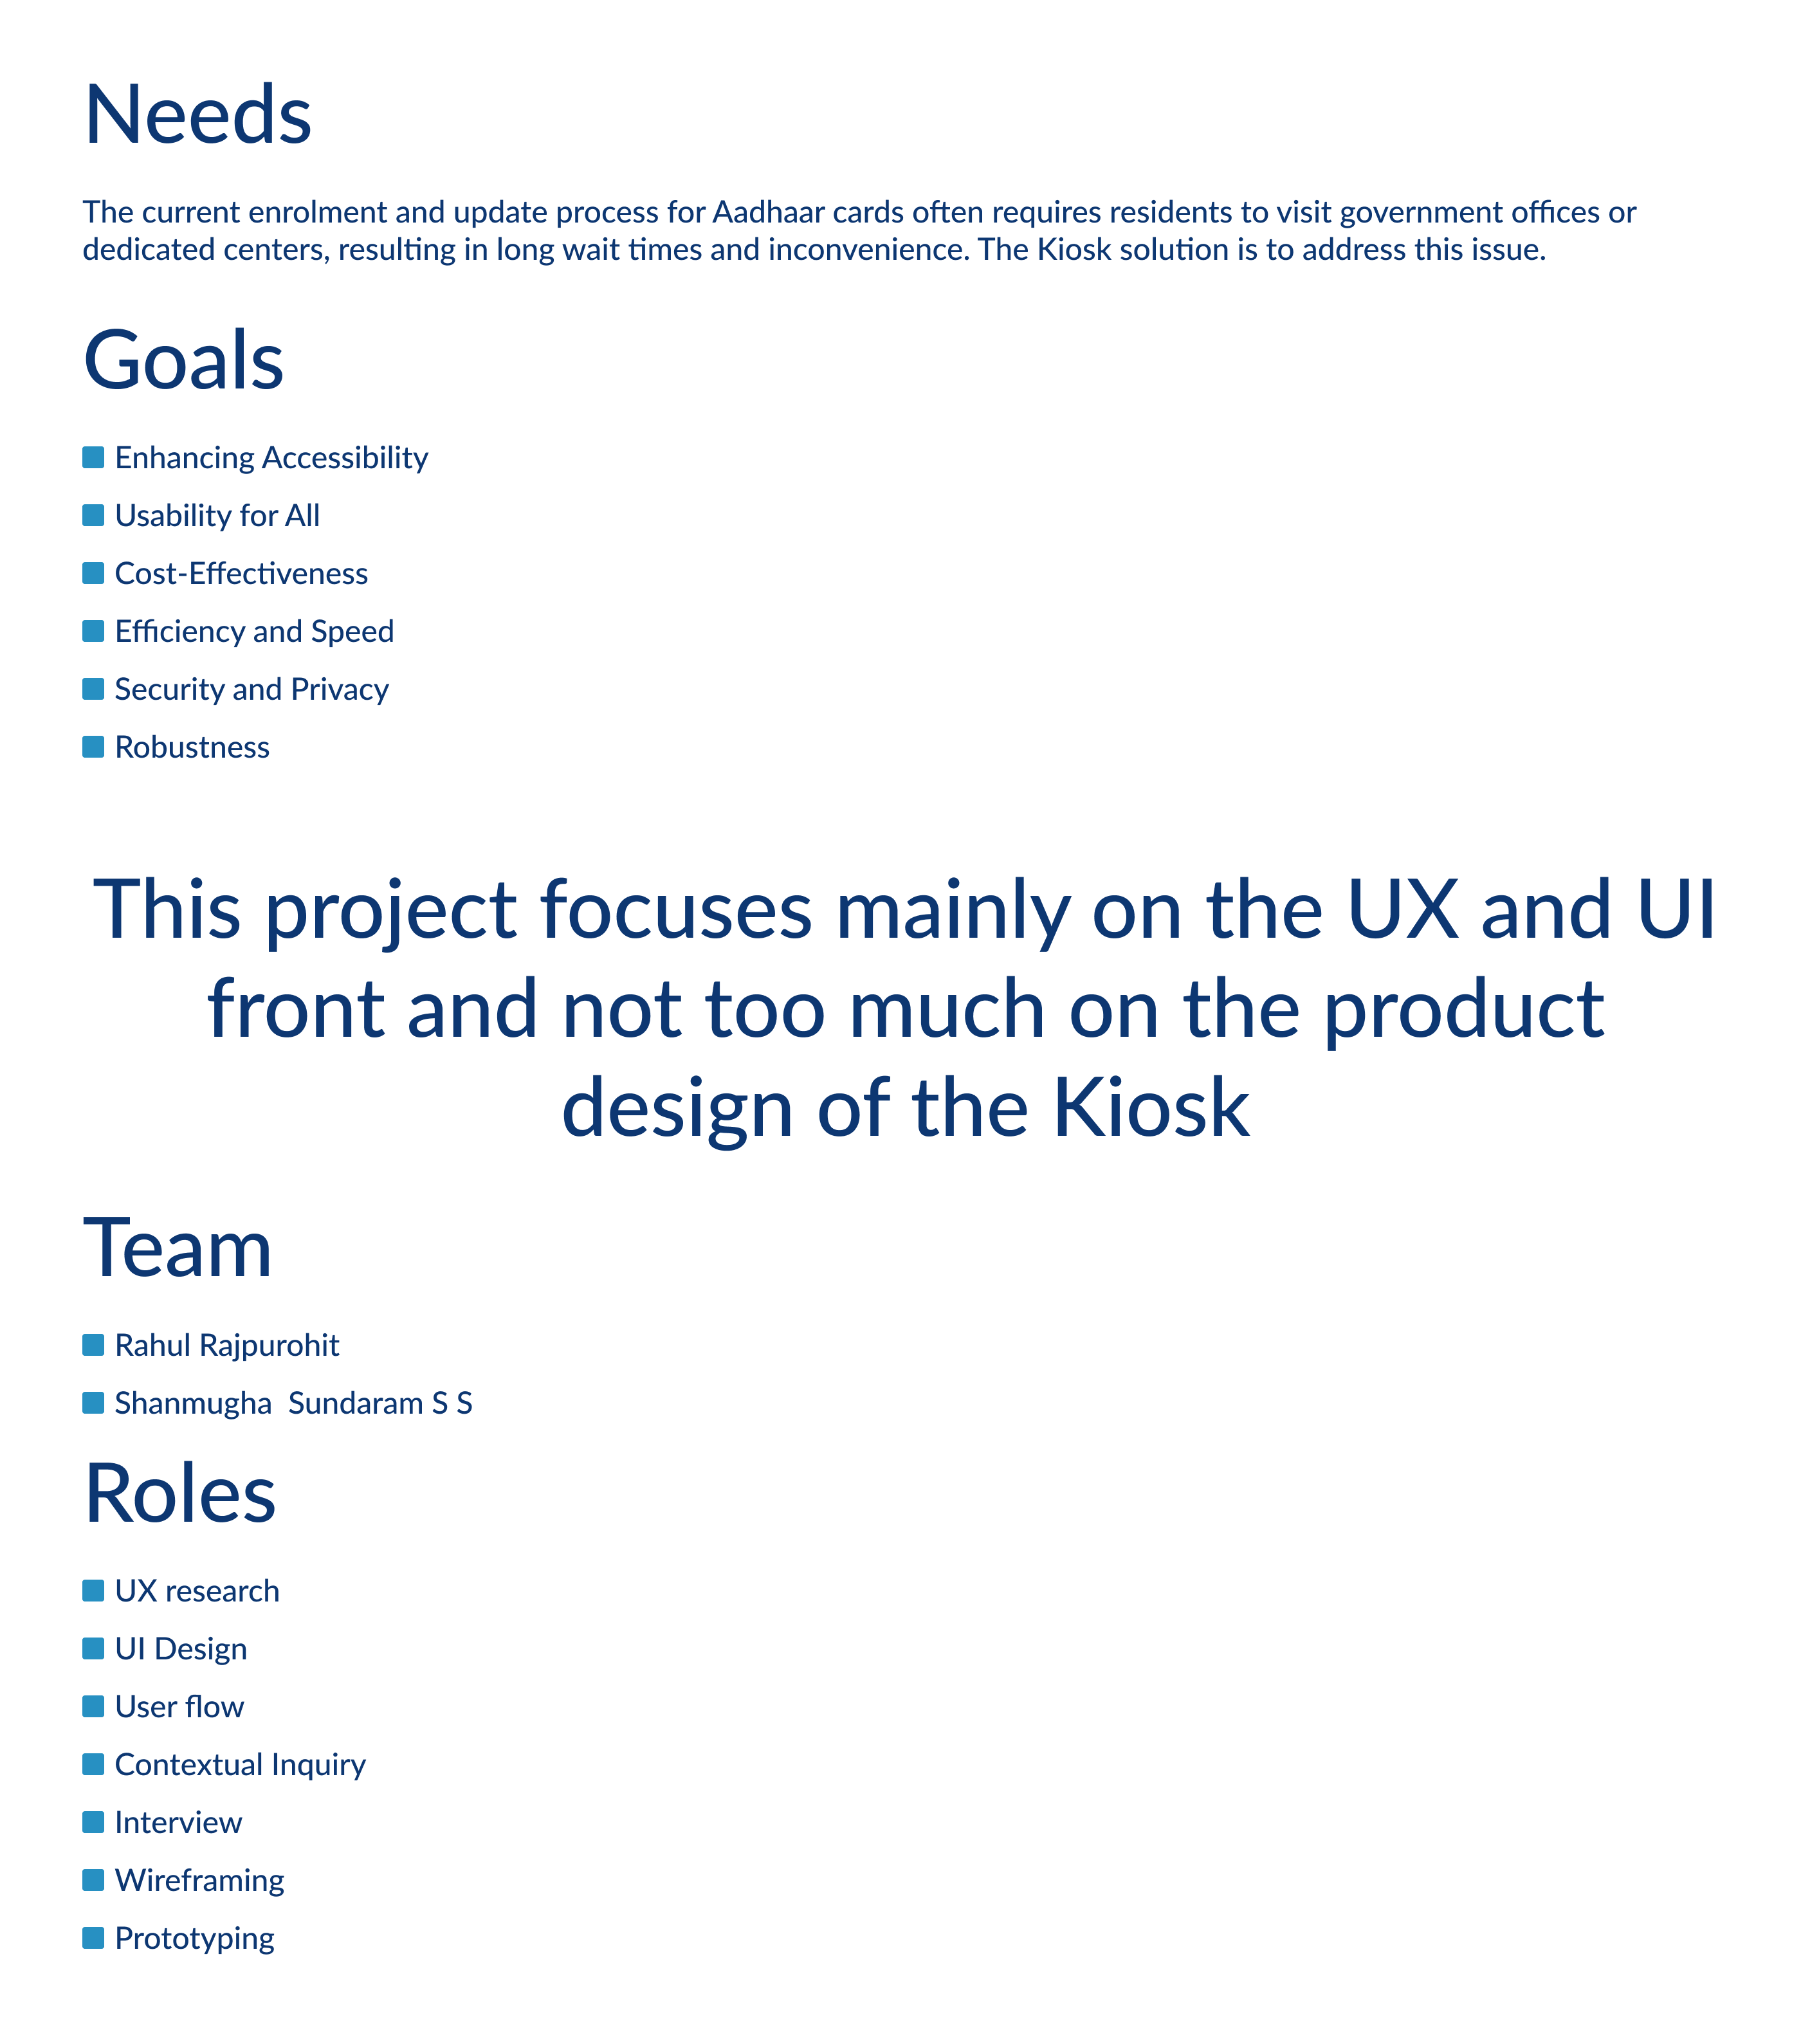 Needs
The current enrolment and update process for Aadhaar cards often requires residents to visit government offices or
dedicated centers, resulting in long wait times and inconvenience. The Kiosk solution is to address this issue.
Goals
Enhancing Accessibility
Usability for All
Cost-Effectiveness
Efficiency and Speed
Security and Privacy
Robustness
This project focuses mainly on the UX and UI
front and not too much on the product
design of the Kiosk
Team
Rahul Rajpurohit
Shanmugha  Sundaram S S
Roles
UX research
UI Design
User flow
Contextual Inquiry
Interview
Wireframing
Prototyping